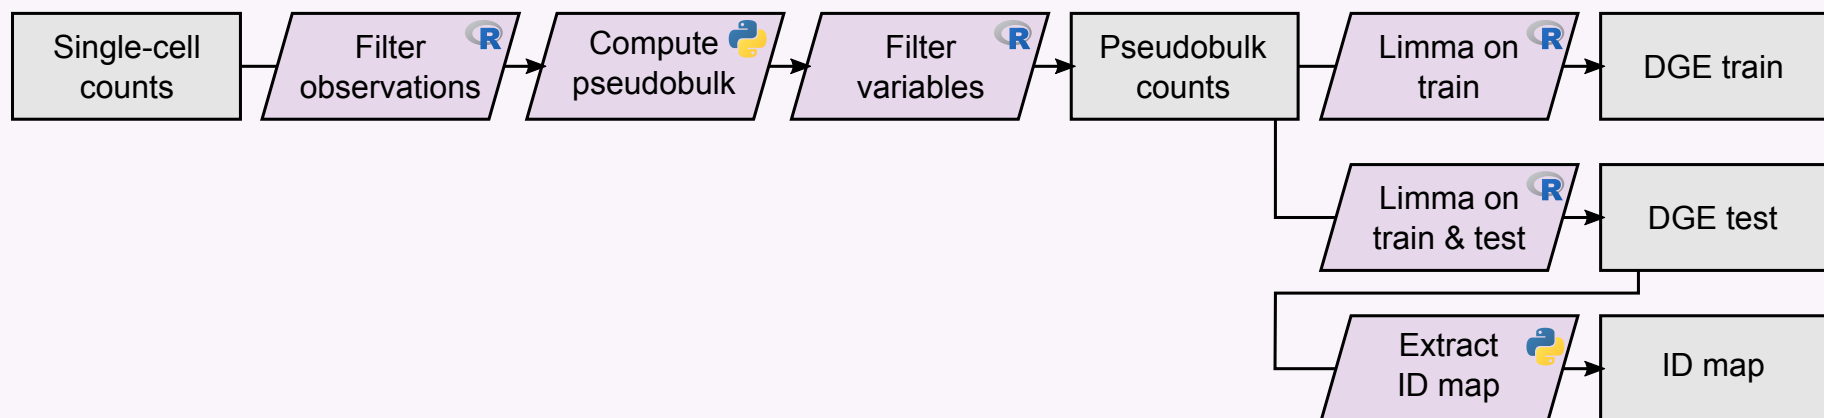 Single-cell
counts
Filter
observations
R
Compute
pseudobulk
Filter
variables
R
Pseudobulk
counts
Limma on
train
R
DGE train
Limma on
train & test
R
DGE test
Extract
ID map
ID map